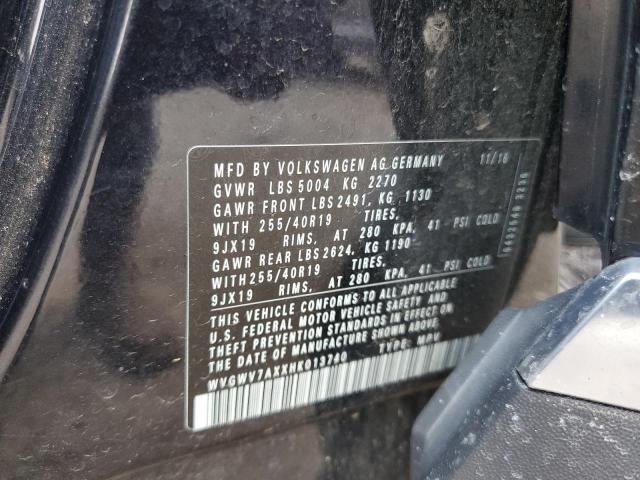 MFD BY VOLKSWAGEN AG GERMANY 11/16
GVWR LBS 5004 KG 2270
GAWR FRONT LBS 2491, KG 1130
WITH 255/40R19 TIRES,
9JX19 RIMS, AT 280 KPA, 41 PSI COLD
GAWR REAR LBS 2624, KG 1190
WITH 255/40R19 TIRES,
9JX19 RIMS, AT 280 KPA, 41 PSI COLD
THIS VEHICLE CONFORMS TO ALL APPLICABLE
U.S. FEDERAL MOTOR VEHICLE SAFETY AND
THEFT PREVENTION STANDARDS IN EFFECT ON
THE DATE OF MANUFACTURE SHOWN ABOVE.
WVGWV7AXXHK013240 TYPE: MPV